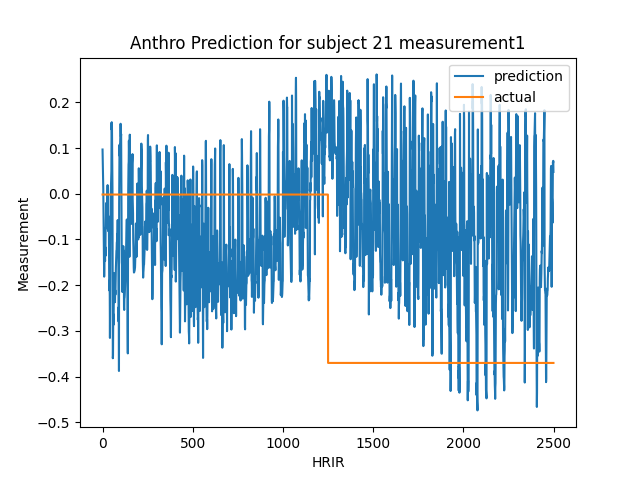 Anthro Prediction for subject 21 measurement1
prediction
actual
0.2
0.1
0.0
−0.1
−0.2
−0.3
−0.4
−0.5
Measurement
0
500
1000
1500
2000
2500
HRIR